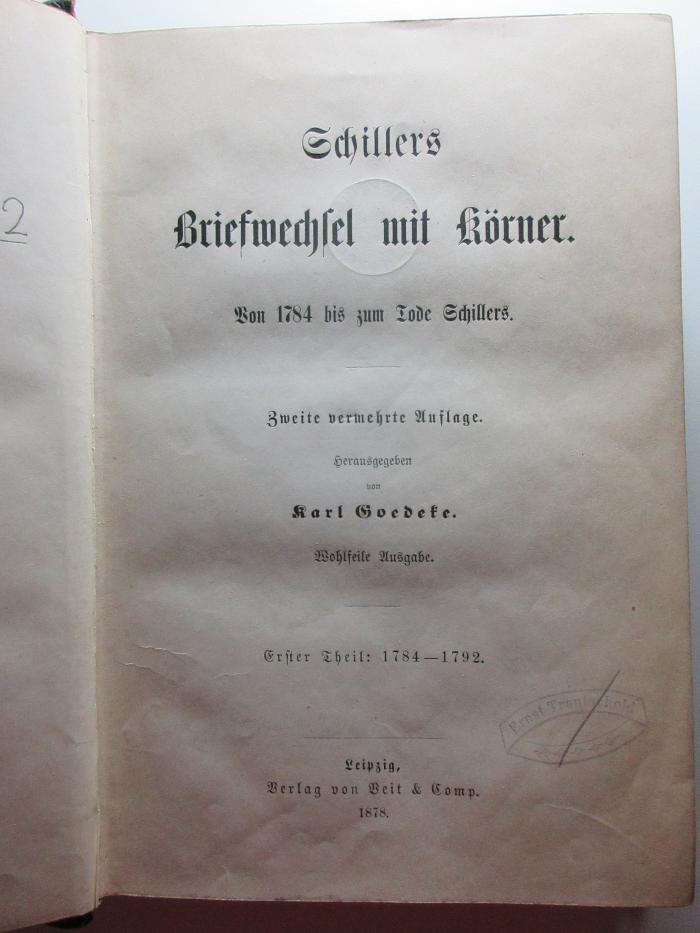 2
Schillers
Briefwechsel mit Körner.
Von 1784 bis zum Tode Schillers.
Zweite vermehrte Auflage.
Herausgegeben
von
Karl Goedeke.
Wohlfeile Ausgabe.
Erster Theil: 1784—1792.
Ernst
Leipzig,
Verlag von Veit & Comp.
1878.